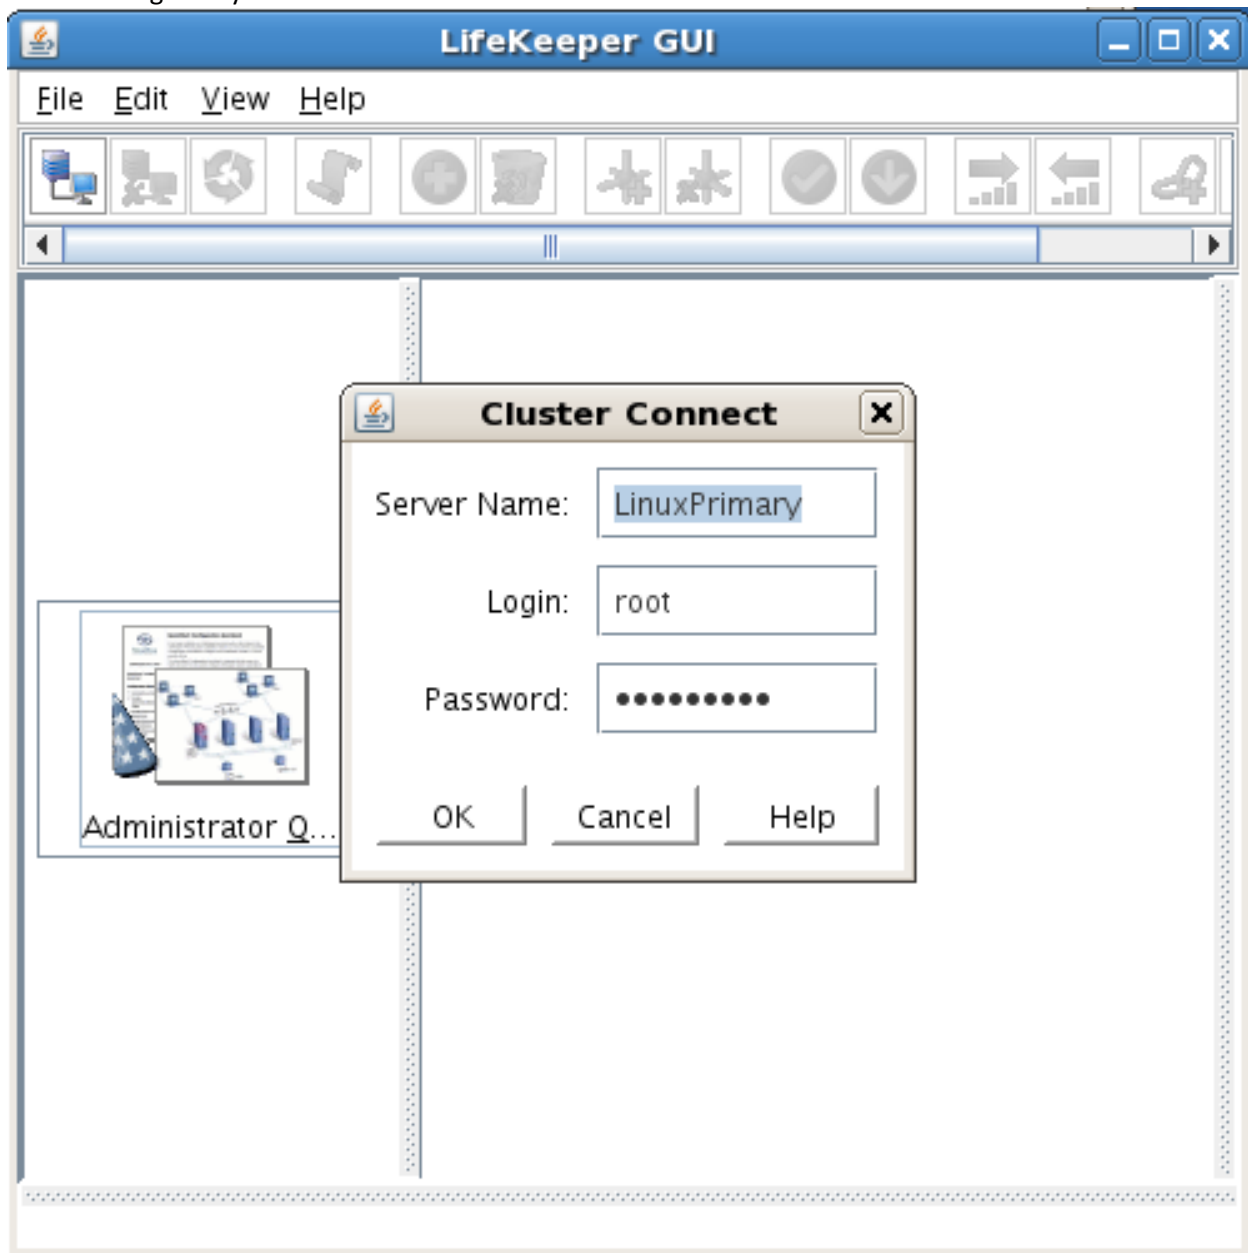 LifeKeeper GUI
File Edit View Help
Cluster Connect
Server Name: LinuxPrimary
Login: root
Password: •••••••••
OK Cancel Help
Administrator Q...